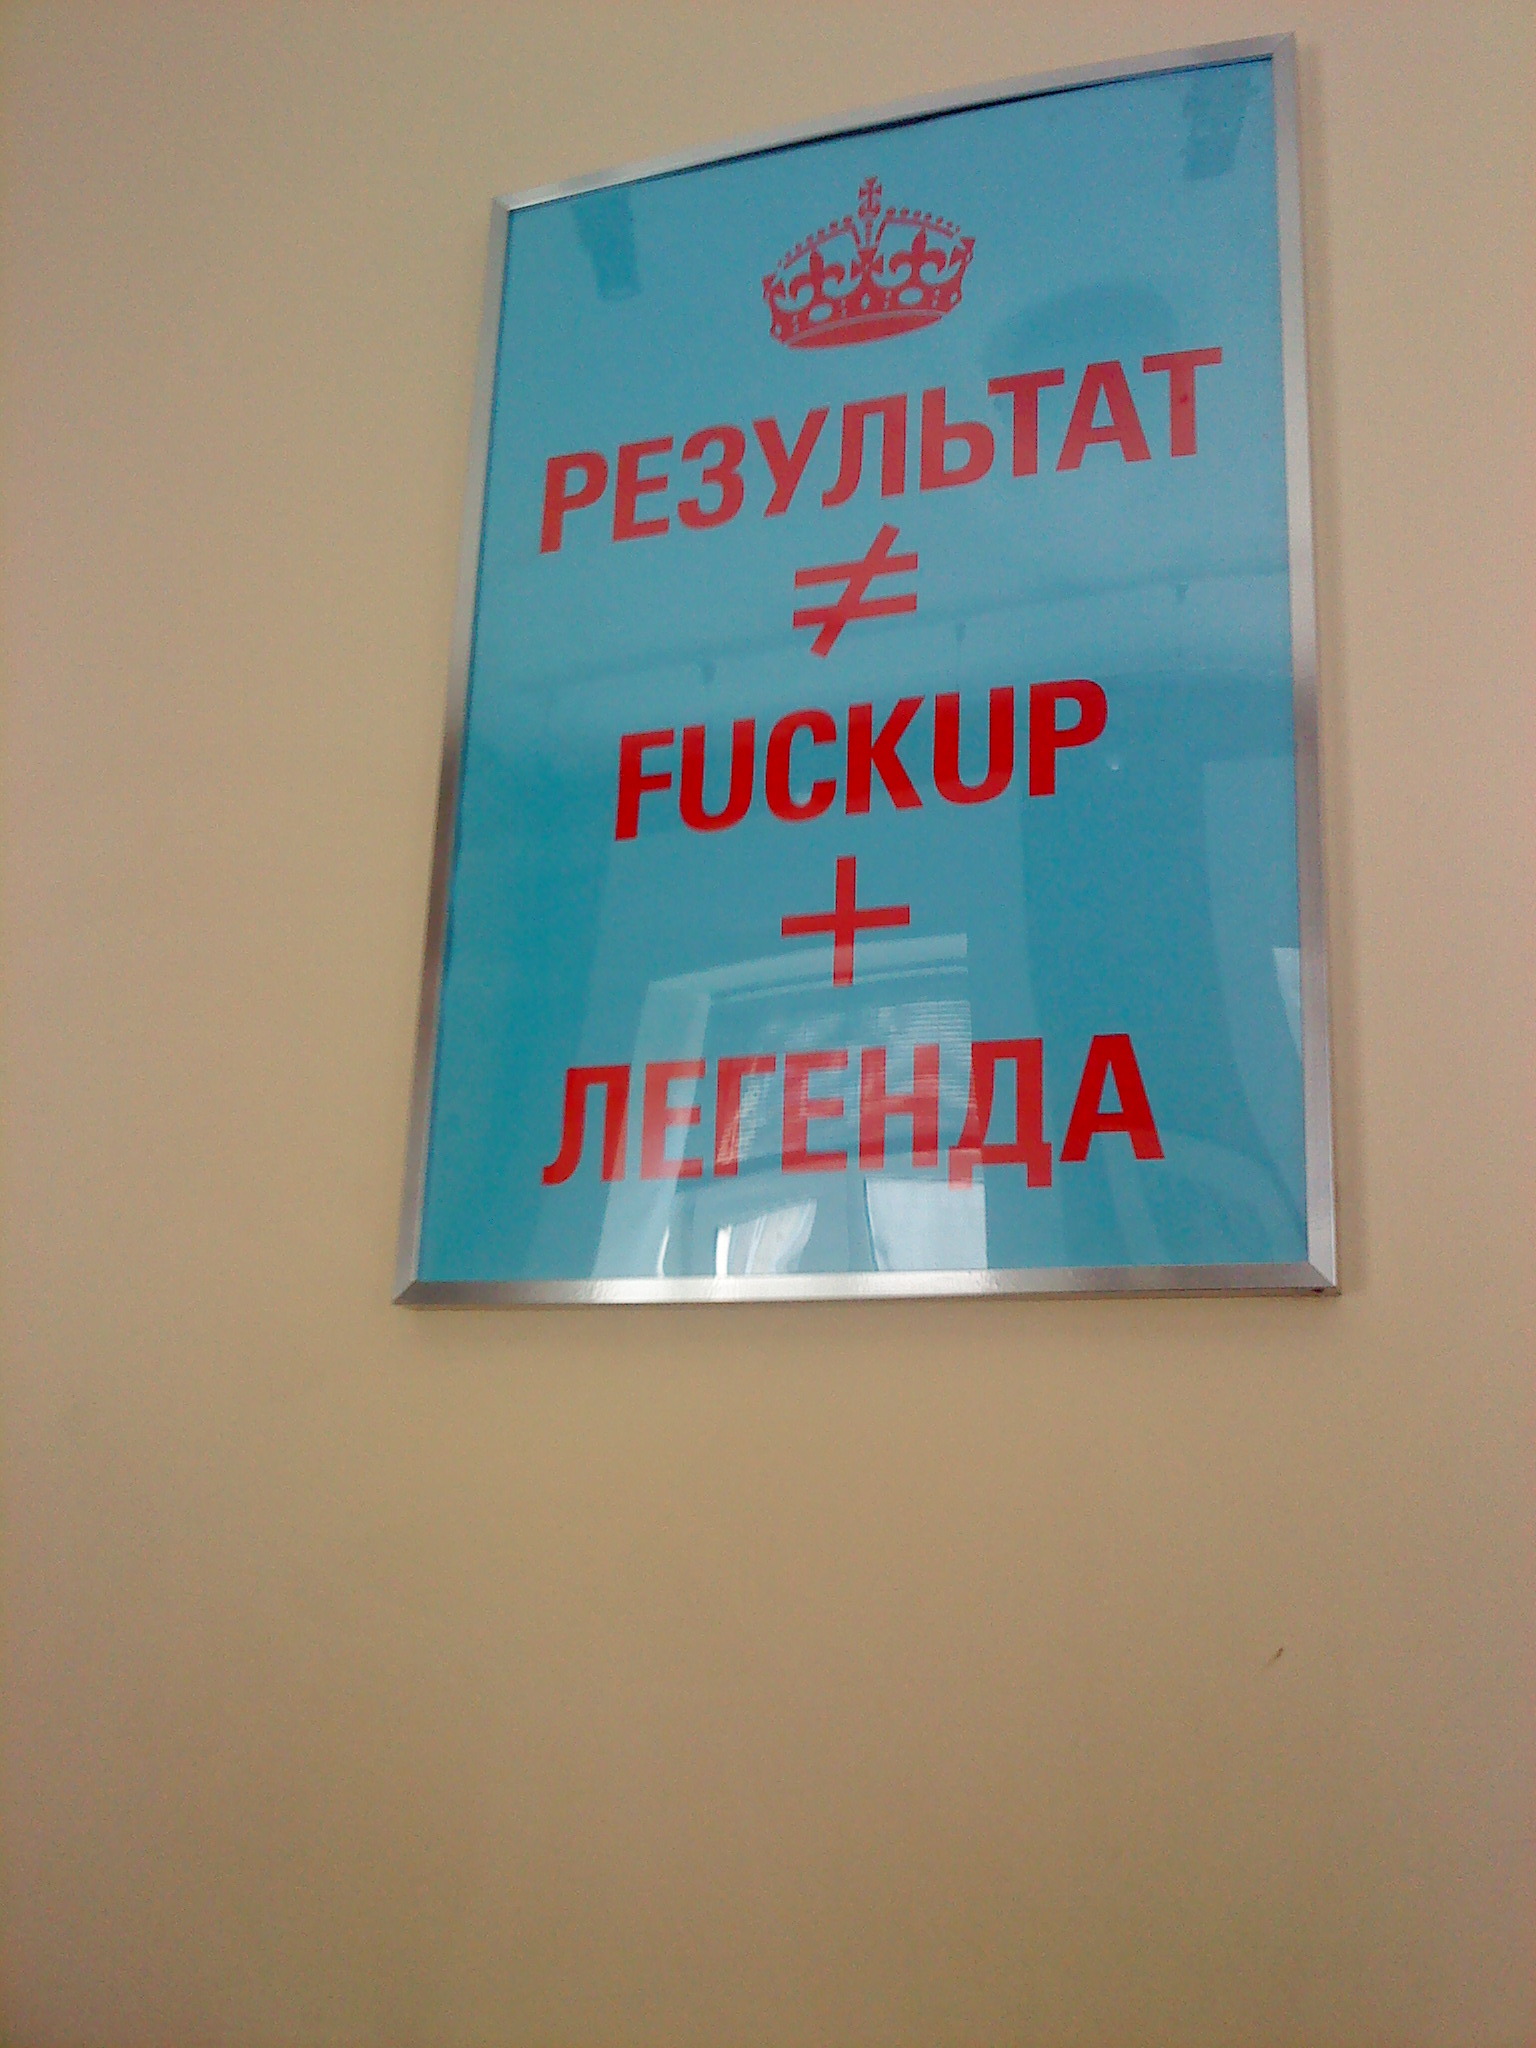 РЕЗУЛЬТАТ
≠
FUCKUP
+
ЛЕГЕНДА